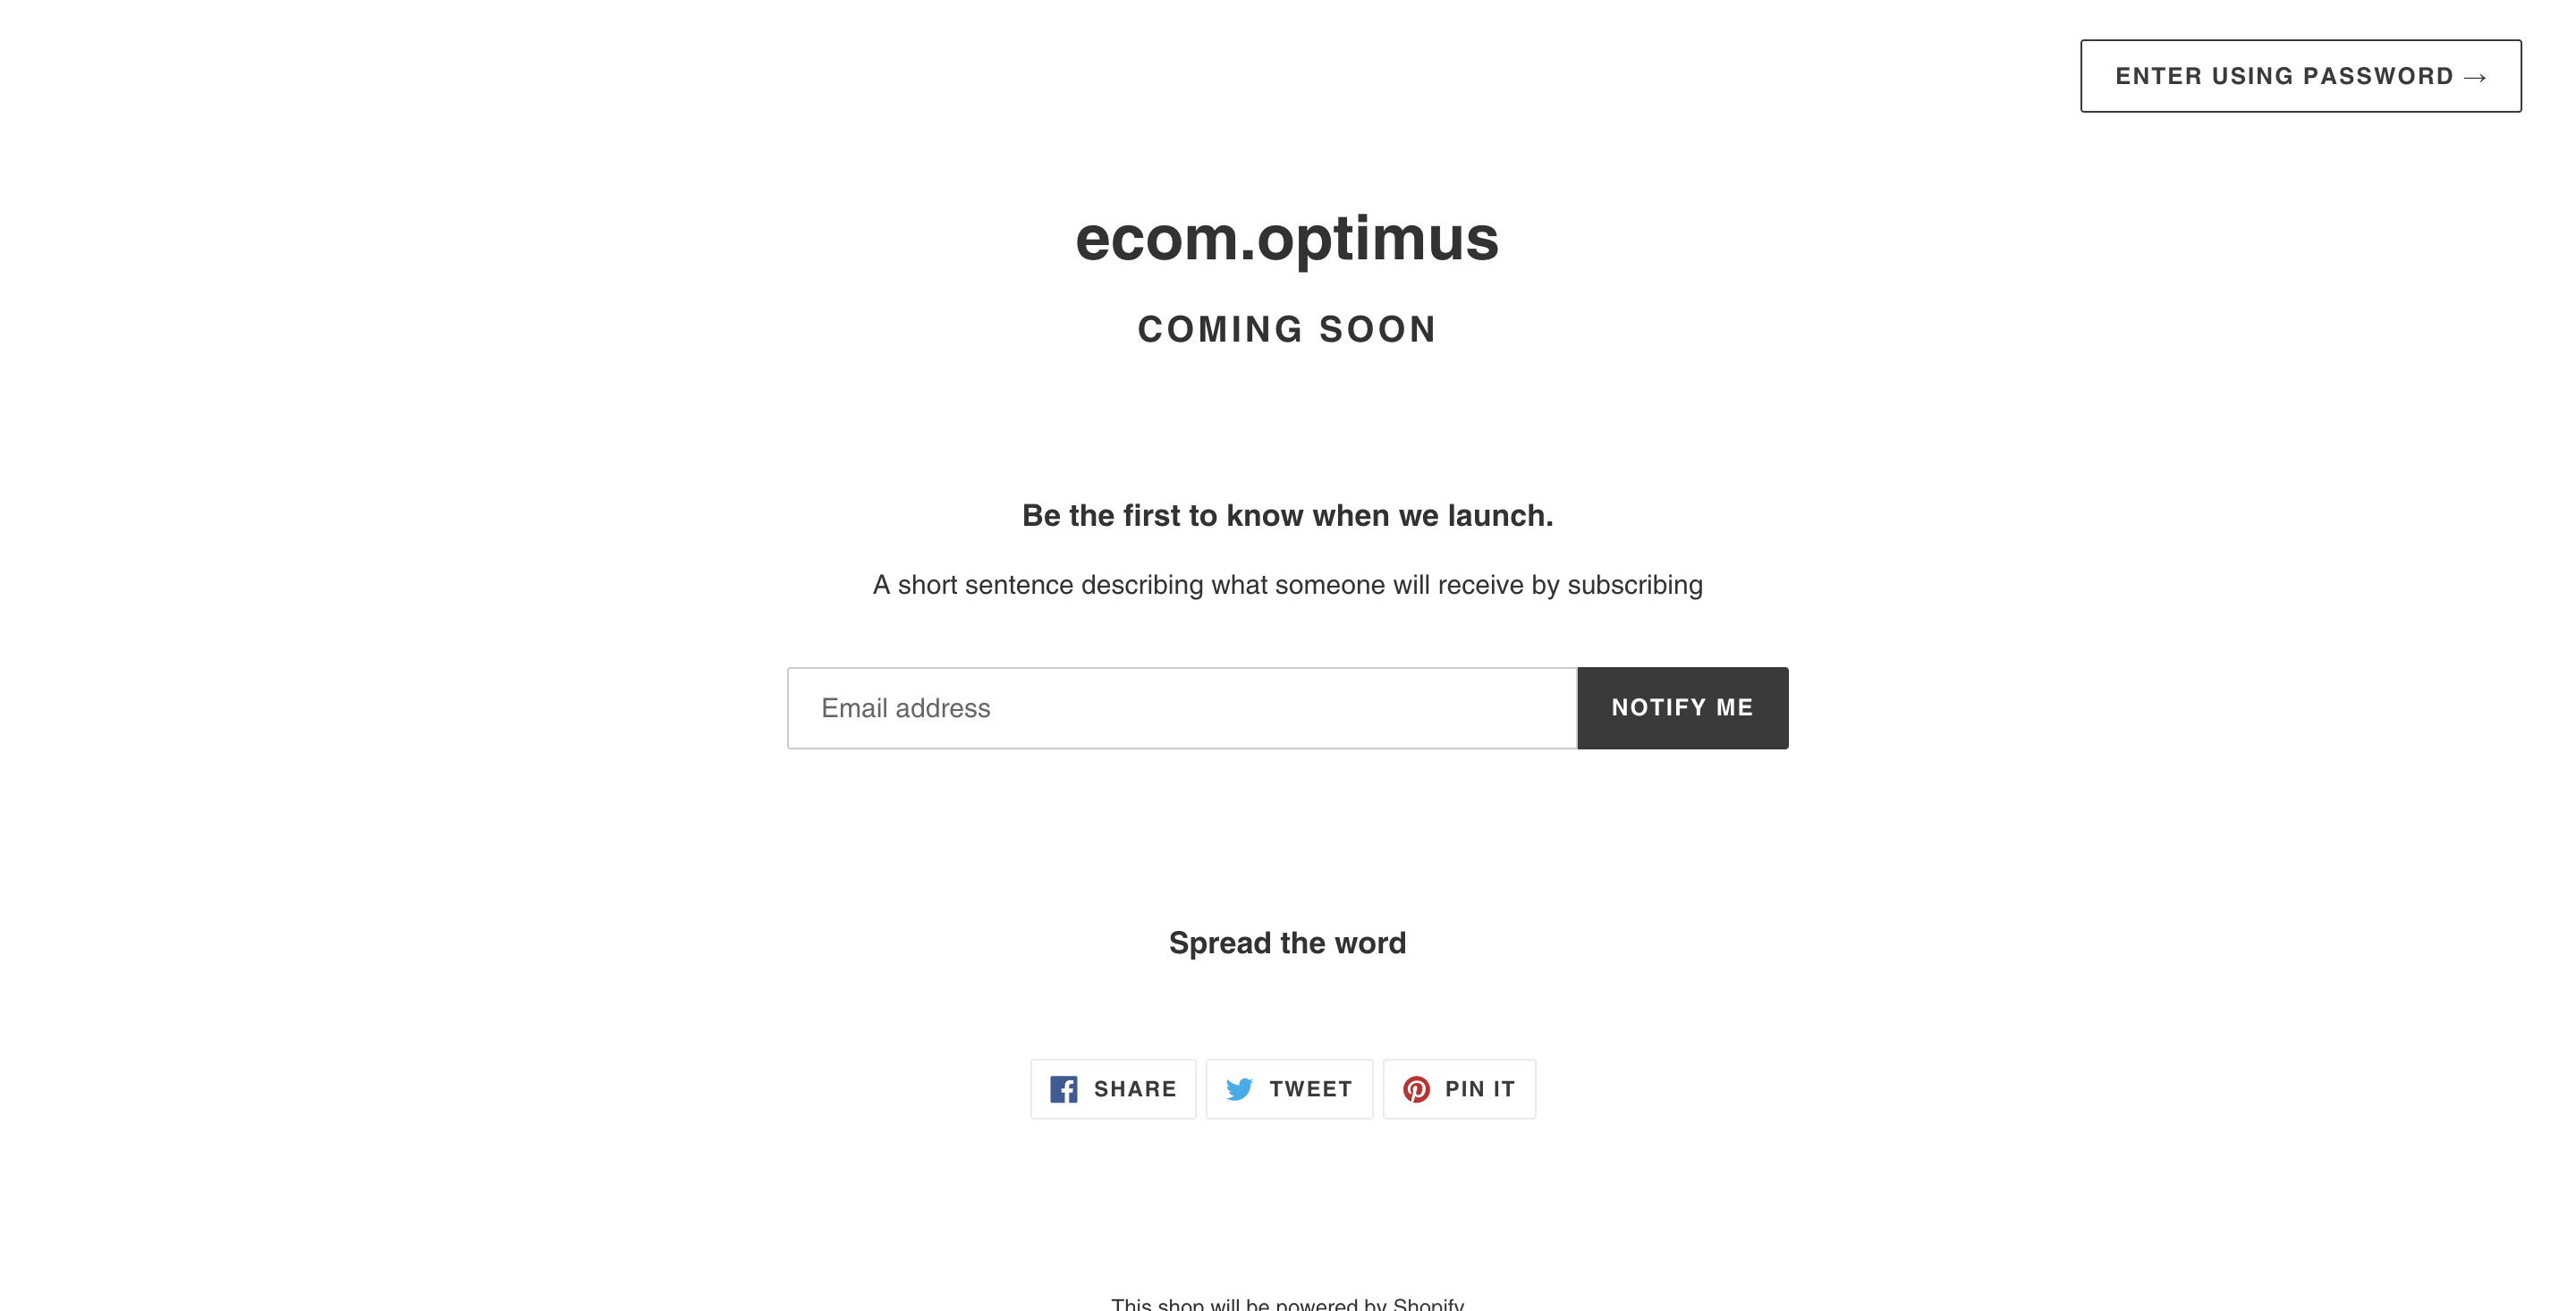 ENTER USING PASSWORD →
ecom.optimus
COMING SOON
Be the first to know when we launch.
A short sentence describing what someone will receive by subscribing
Email address
NOTIFY ME
Spread the word
SHARE
TWEET
PIN IT
This shop will be powered by Shopify